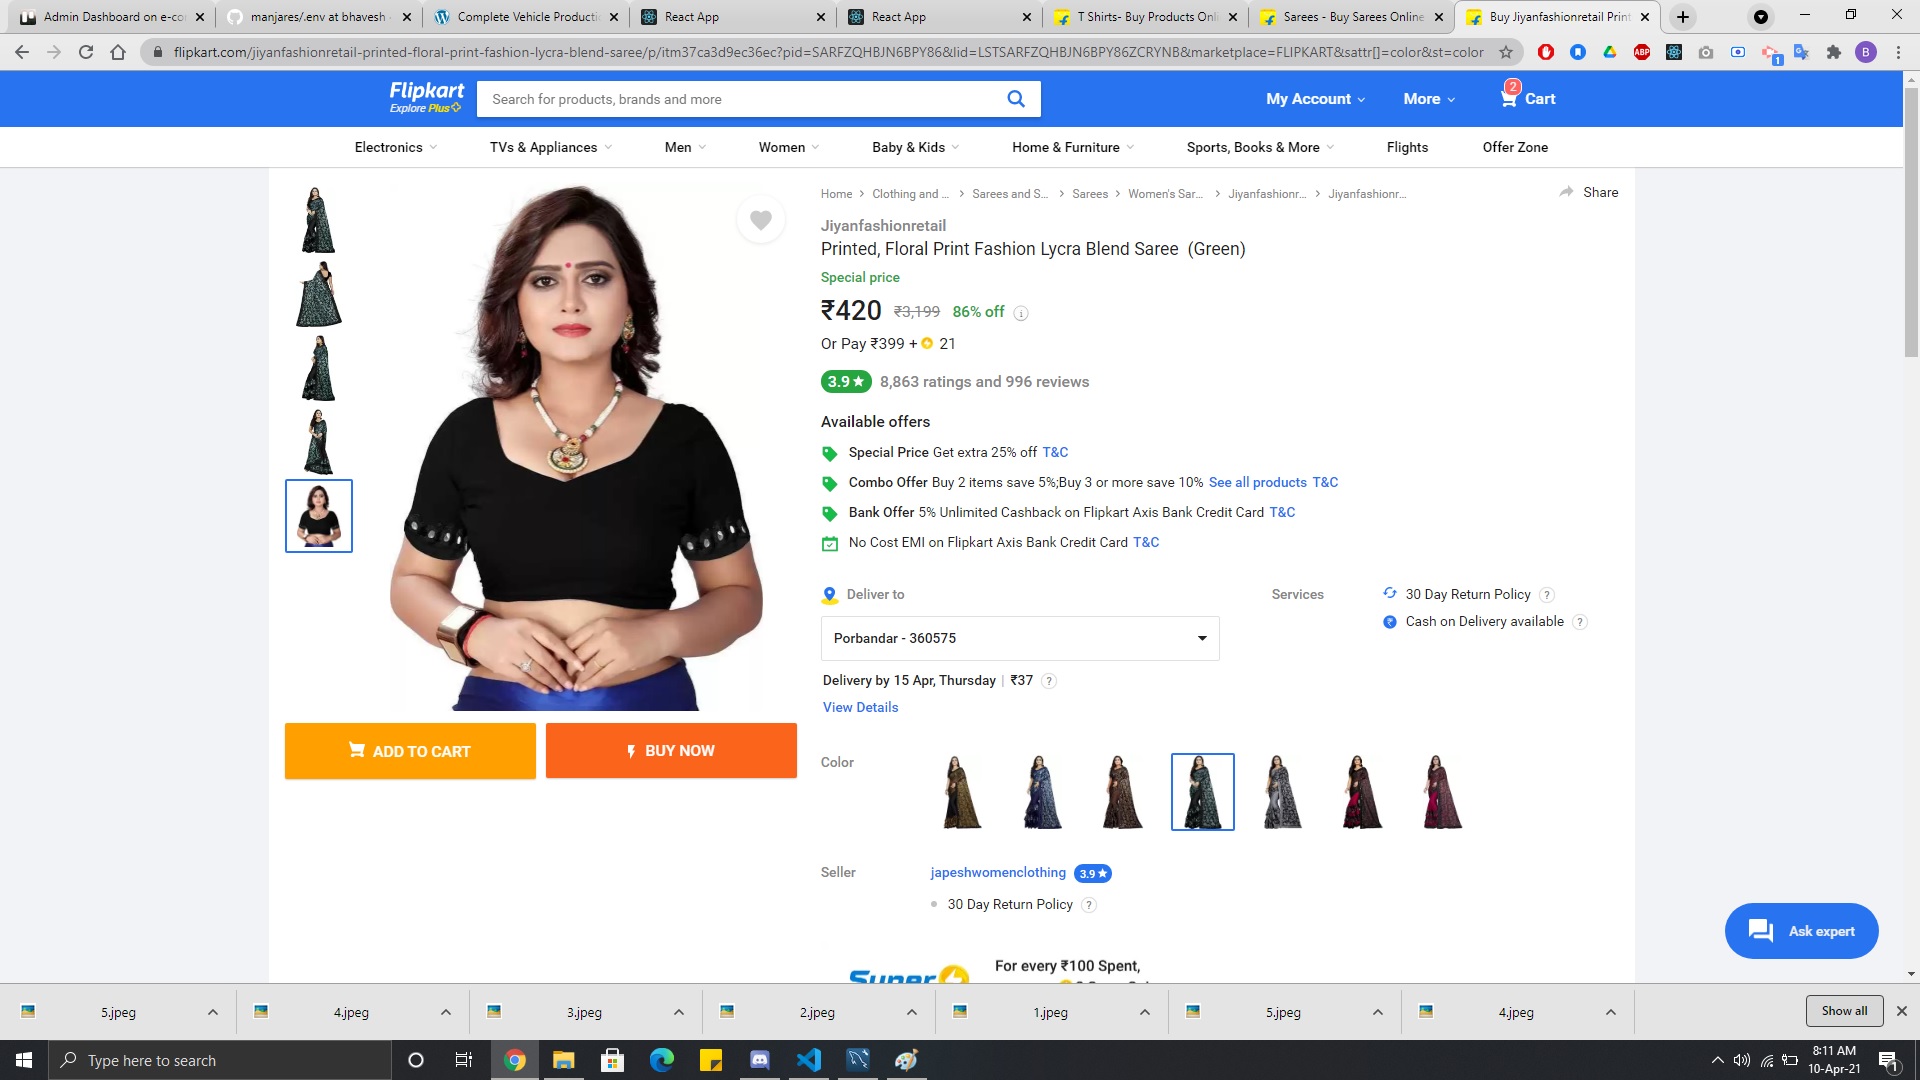 Admin Dashboard on e-co
manjares/.env at bhavesh
Complete Vehicle Producti
React App
React App
T Shirts- Buy Products Onli
Sarees - Buy Sarees Online
Buy Jiyanfashionretail Print
flipkart.com/jiyanfashionretail-printed-floral-print-fashion-lycra-blend-saree/p/itm37ca3d9ec36ec?pid=SARFZQHBJN6BPY86&lid=LSTSARFZQHBJN6BPY86ZCRYNB&marketplace=FLIPKART&sattr[]=color&st=color
ABP
1
B
Flipkart
Explore Plus
Search for products, brands and more
My Account
More
2
Cart
Electronics
TVs & Appliances
Men
Women
Baby & Kids
Home & Furniture
Sports, Books & More
Flights
Offer Zone
Home > Clothing and ... > Sarees and S... > Sarees > Women's Sar... > Jiyanfashionr... > Jiyanfashionr...
Share
Jiyanfashionretail
Printed, Floral Print Fashion Lycra Blend Saree (Green)
Special price
₹420 ₹3,199 86% off i
Or Pay ₹399 + 21
3.9 ★ 8,863 ratings and 996 reviews
Available offers
Special Price Get extra 25% off T&C
Combo Offer Buy 2 items save 5%;Buy 3 or more save 10% See all products T&C
Bank Offer 5% Unlimited Cashback on Flipkart Axis Bank Credit Card T&C
No Cost EMI on Flipkart Axis Bank Credit Card T&C
Deliver to
Porbandar - 360575
Delivery by 15 Apr, Thursday | ₹37 ?
View Details
Services
30 Day Return Policy ?
₹ Cash on Delivery available ?
ADD TO CART
BUY NOW
Color
Seller
japeshwomenclothing 3.9 ★
30 Day Return Policy ?
Super
For every ₹100 Spent,
Ask expert
5.jpeg
4.jpeg
3.jpeg
2.jpeg
1.jpeg
5.jpeg
4.jpeg
Show all
Type here to search
8:11 AM
10-Apr-21
1